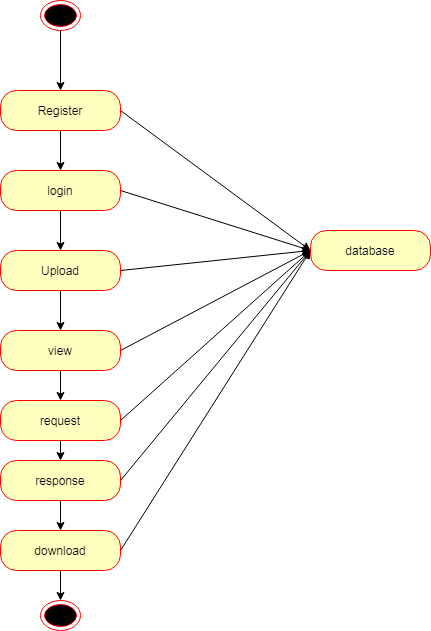 Register
login
Upload
database
view
request
response
download